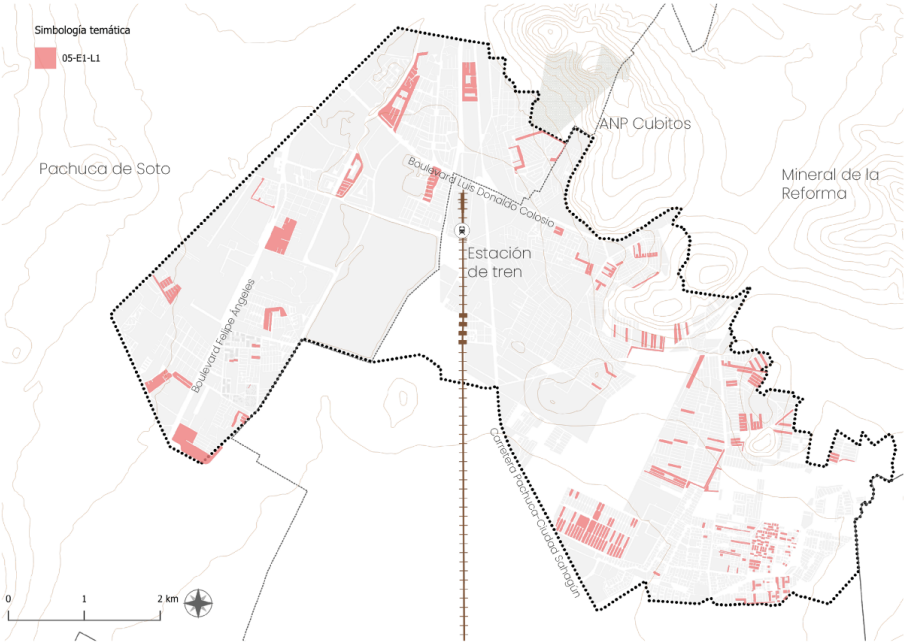 Simbología temática
05-E1-L1
ANP Cubitos
Pachuca de Soto
Boulevard Luis Donaldo Colosio
Mineral de la
Reforma
Estación
de tren
Boulevard Felipe Ángeles
Carretera Pachuca-Ciudad Sahagún
0 1 2 km